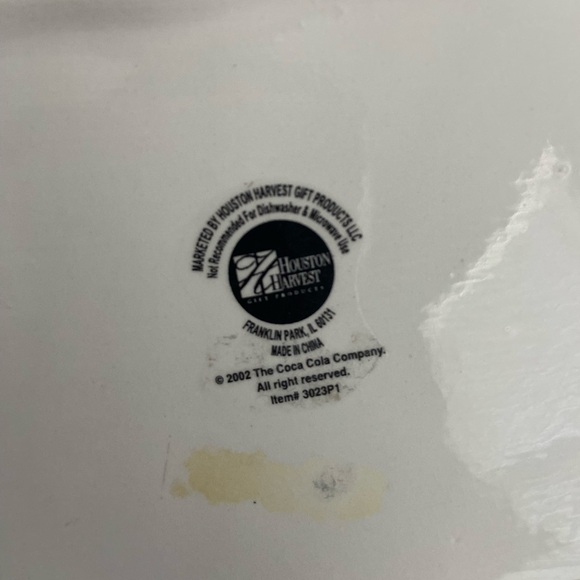 MARKETED BY HOUSTON HARVEST GIFT PRODUCTS LLC
Not Recommended For Dishwasher & Microwave Use
HOUSTON
HARVEST
GIFT PRODUCTS
FRANKLIN PARK, IL 60131
MADE IN CHINA
© 2002 The Coca Cola Company.
All right reserved.
Item# 3023P1